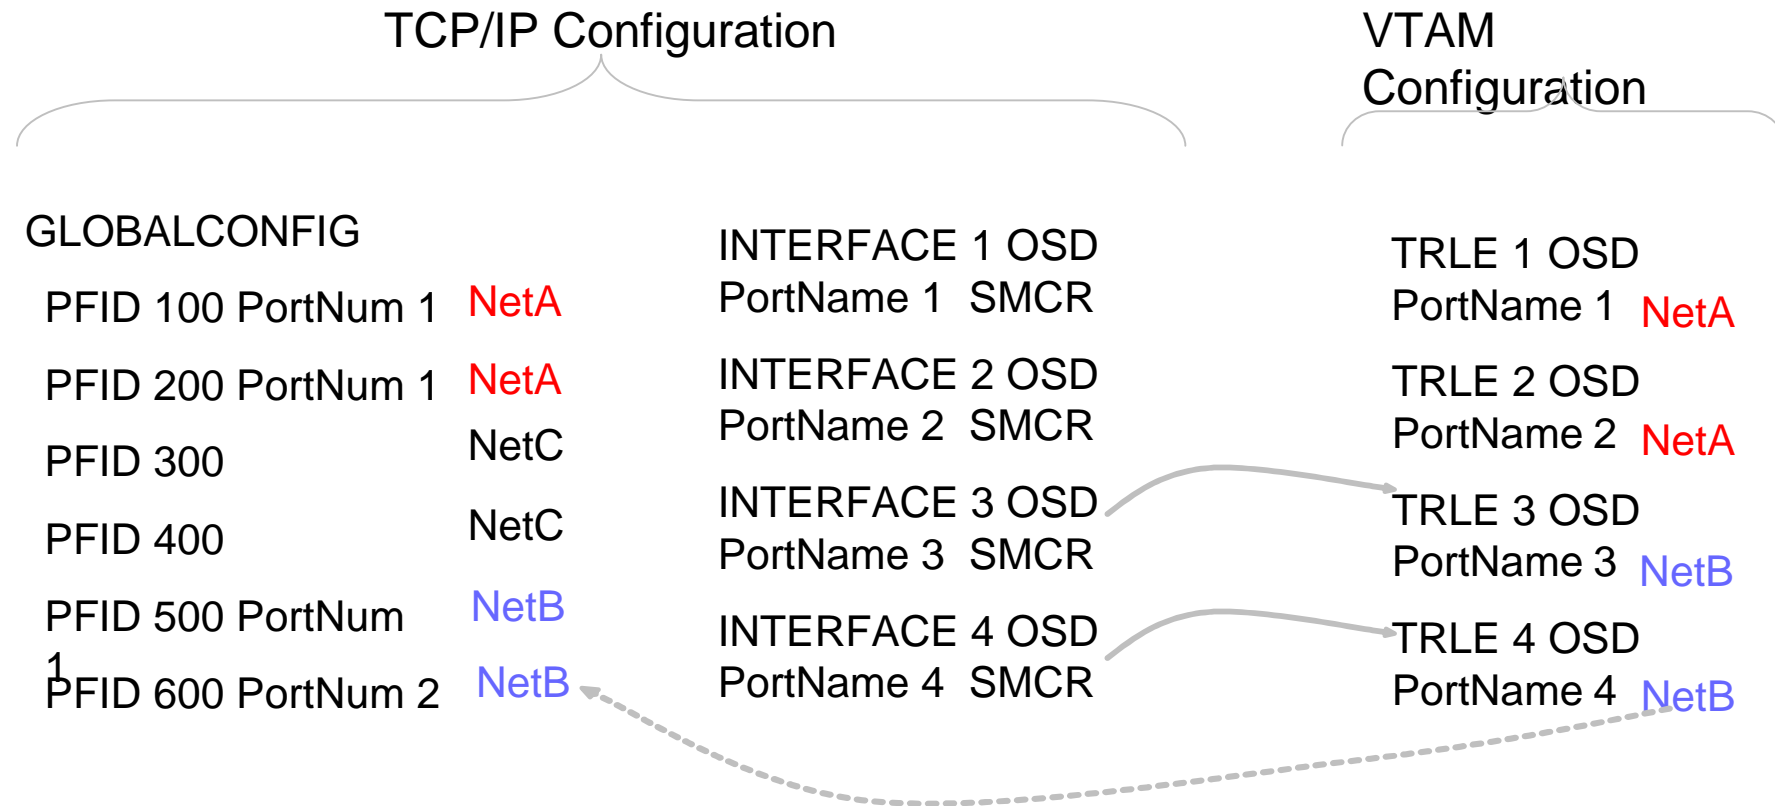 TCP/IP Configuration
VTAM
Configuration
GLOBALCONFIG
PFID 100 PortNum 1 NetA
PFID 200 PortNum 1 NetA
PFID 300 NetC
PFID 400 NetC
PFID 500 PortNum NetB
1
PFID 600 PortNum 2 NetB
INTERFACE 1 OSD
PortName 1 SMCR
INTERFACE 2 OSD
PortName 2 SMCR
INTERFACE 3 OSD
PortName 3 SMCR
INTERFACE 4 OSD
PortName 4 SMCR
TRLE 1 OSD
PortName 1 NetA
TRLE 2 OSD
PortName 2 NetA
TRLE 3 OSD
PortName 3 NetB
TRLE 4 OSD
PortName 4 NetB